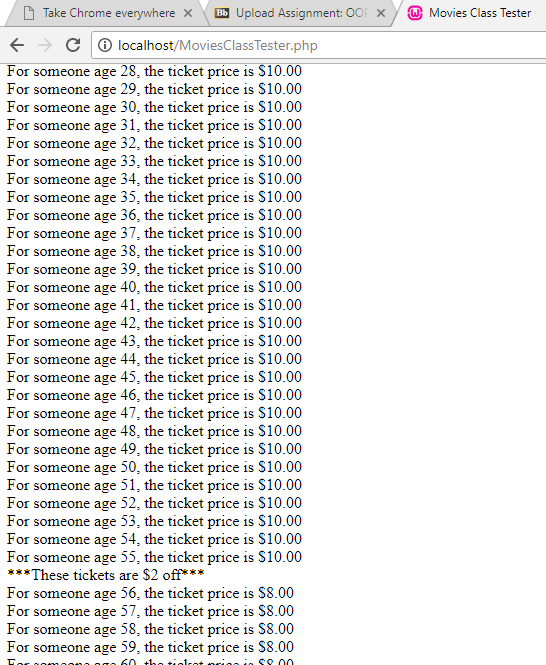 Take Chrome everywhere
Upload Assignment: OOP
Movies Class Tester
localhost/MoviesClassTester.php
For someone age 28, the ticket price is $10.00
For someone age 29, the ticket price is $10.00
For someone age 30, the ticket price is $10.00
For someone age 31, the ticket price is $10.00
For someone age 32, the ticket price is $10.00
For someone age 33, the ticket price is $10.00
For someone age 34, the ticket price is $10.00
For someone age 35, the ticket price is $10.00
For someone age 36, the ticket price is $10.00
For someone age 37, the ticket price is $10.00
For someone age 38, the ticket price is $10.00
For someone age 39, the ticket price is $10.00
For someone age 40, the ticket price is $10.00
For someone age 41, the ticket price is $10.00
For someone age 42, the ticket price is $10.00
For someone age 43, the ticket price is $10.00
For someone age 44, the ticket price is $10.00
For someone age 45, the ticket price is $10.00
For someone age 46, the ticket price is $10.00
For someone age 47, the ticket price is $10.00
For someone age 48, the ticket price is $10.00
For someone age 49, the ticket price is $10.00
For someone age 50, the ticket price is $10.00
For someone age 51, the ticket price is $10.00
For someone age 52, the ticket price is $10.00
For someone age 53, the ticket price is $10.00
For someone age 54, the ticket price is $10.00
For someone age 55, the ticket price is $10.00
***These tickets are $2 off***
For someone age 56, the ticket price is $8.00
For someone age 57, the ticket price is $8.00
For someone age 58, the ticket price is $8.00
For someone age 59, the ticket price is $8.00
For someone age 60, the ticket price is $8.00